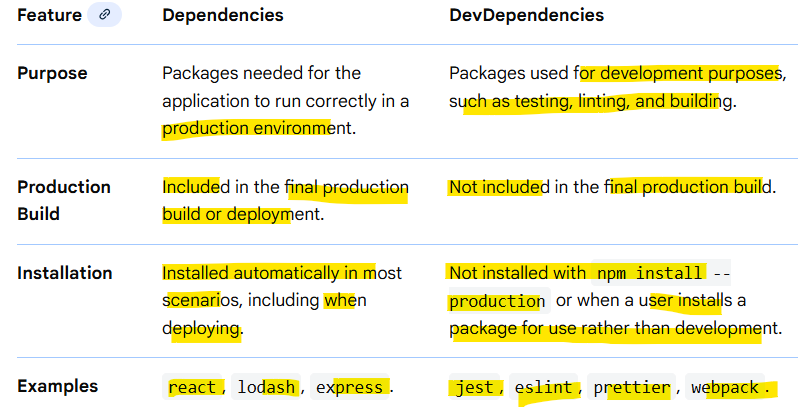 Feature Dependencies DevDependencies
Purpose Packages needed for the Packages used for development purposes,
application to run correctly in a such as testing, linting, and building.
production environment.
Production Included in the final production Not included in the final production build.
Build build or deployment.
Installation Installed automatically in most Not installed with npm install --
scenarios, including when production or when a user installs a
deploying. package for use rather than development.
Examples react, lodash, express. jest, eslint, prettier, webpack.